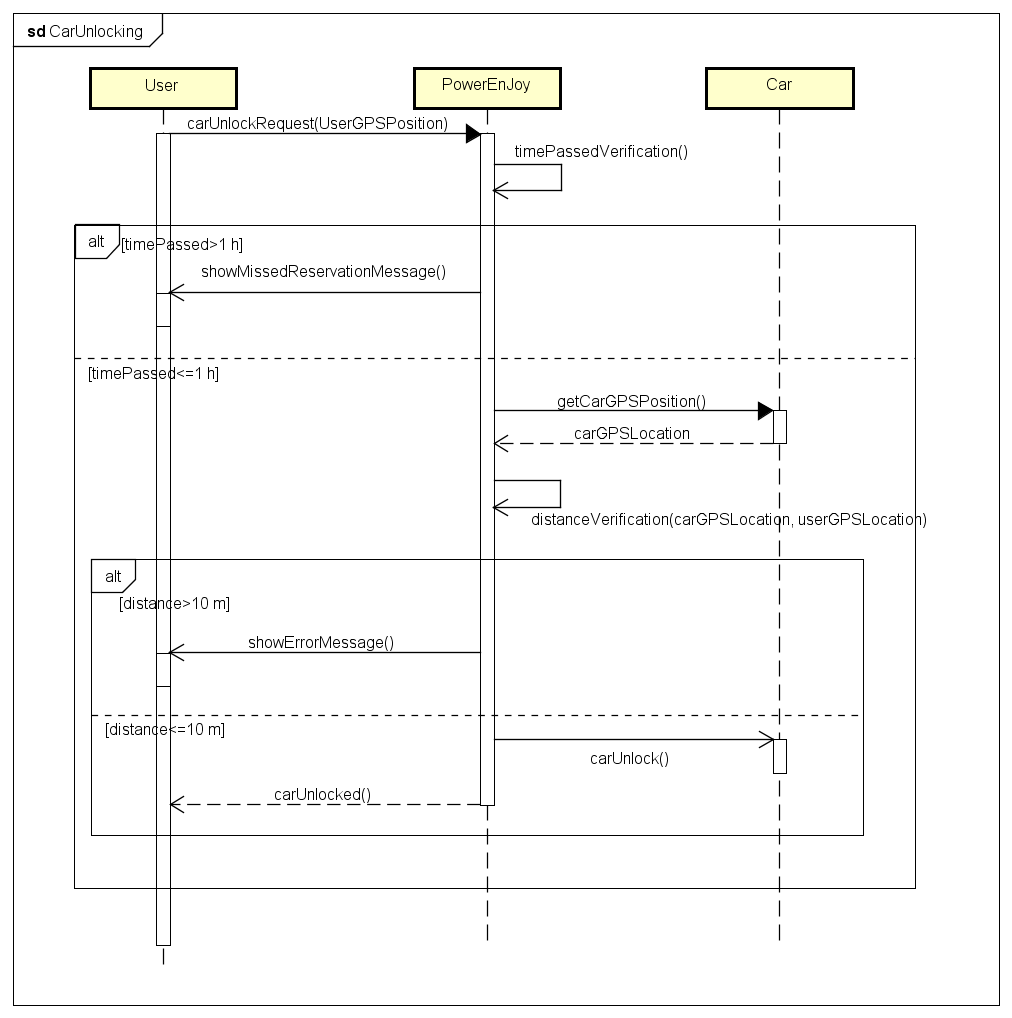 sd CarUnlocking
User
PowerEnJoy
Car
carUnlockRequest(UserGPSPosition)
timePassedVerification()
alt
[timePassed>1 h]
showMissedReservationMessage()
[timePassed<=1 h]
getCarGPSPosition()
carGPSLocation
distanceVerification(carGPSLocation, userGPSLocation)
alt
[distance>10 m]
showErrorMessage()
[distance<=10 m]
carUnlock()
carUnlocked()